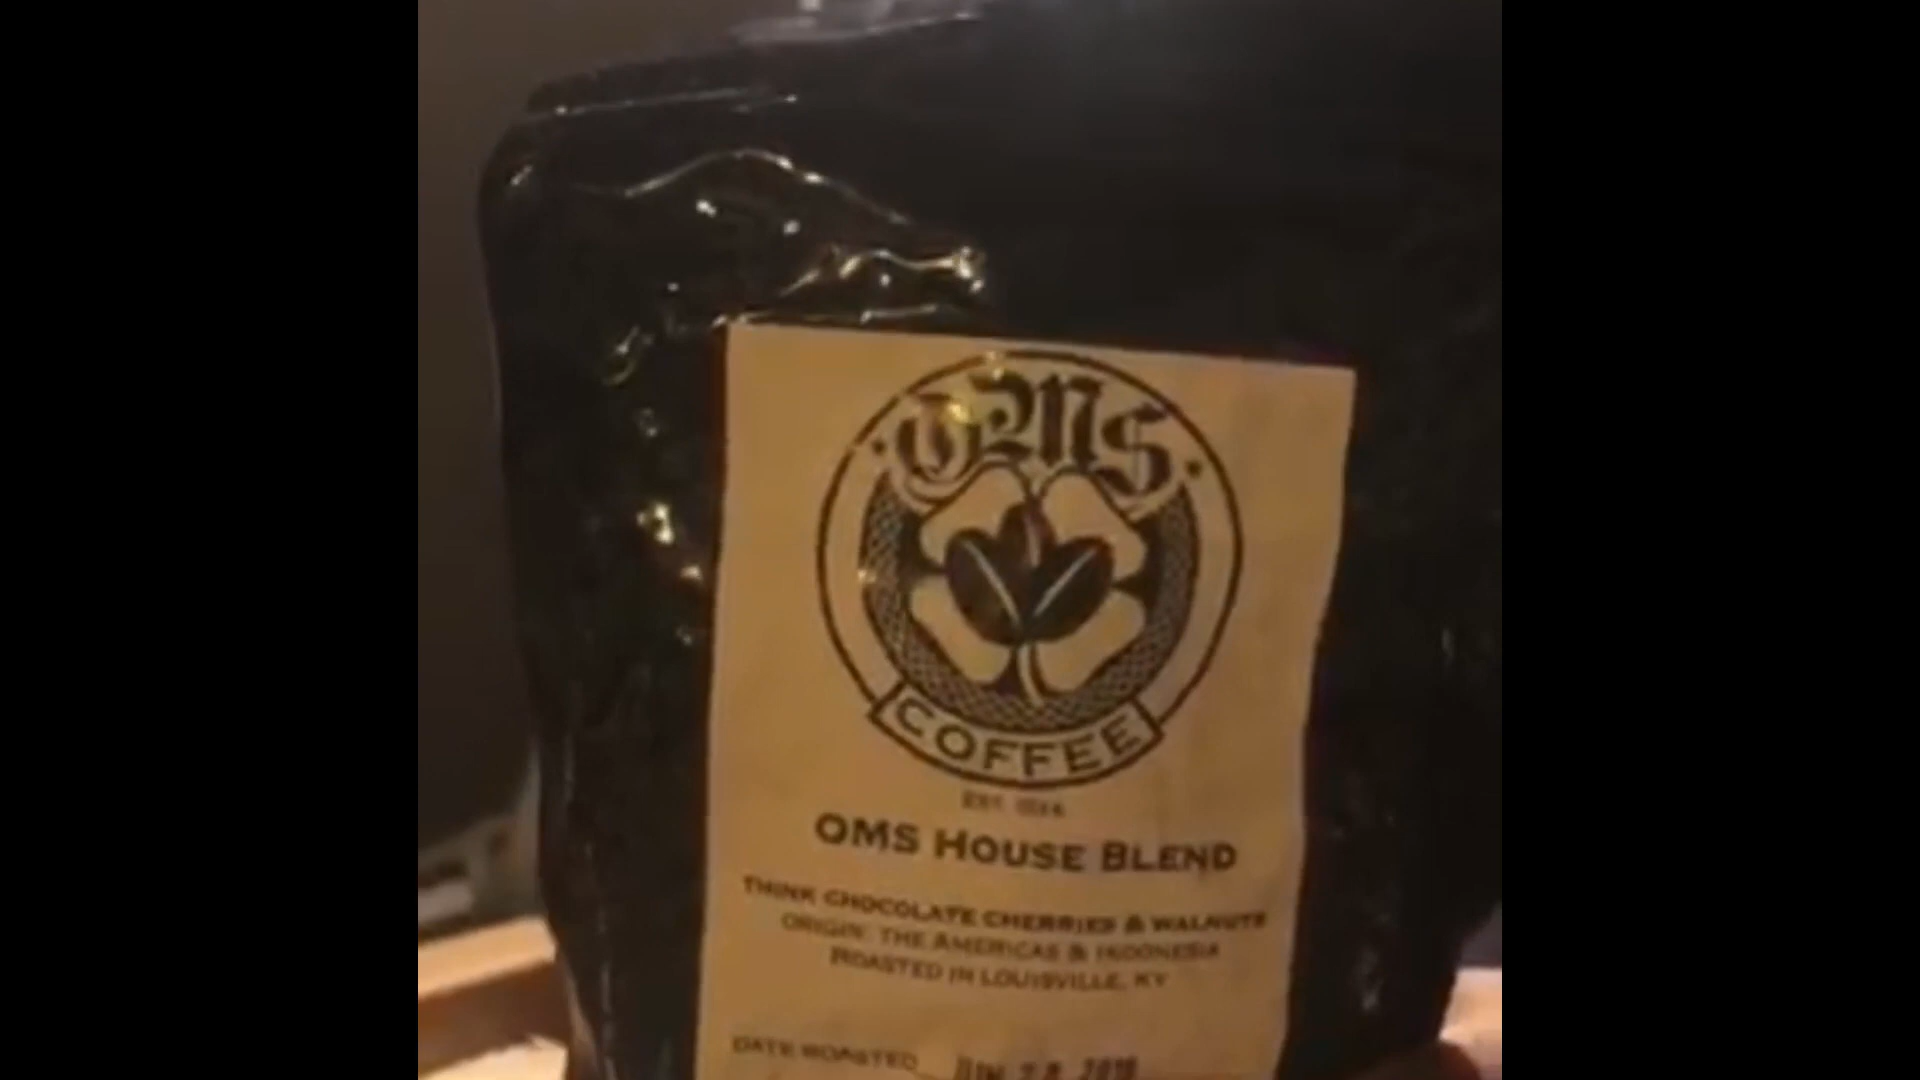 OMS
COFFEE
EST.
OMS HOUSE BLEND
THINK CHOCOLATE CHERRIES & WALNUTS
ORIGIN: THE AMERICAS & INDONESIA
ROASTED IN LOUISVILLE, KY
DATE ROASTED